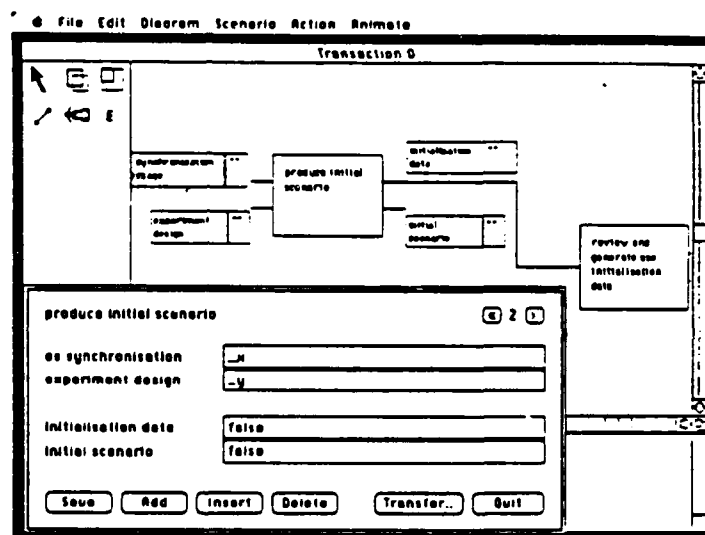 File Edit Diagram Scenario Action Animate
Transaction 0
E
synchronisation
usage
produce initial
scenario
initialisation
data
experiment
design
initial
scenario
review and
generate use
initialisation
data
produce initial scenario
2
es synchronisation
_x
experiment design
_y
initialisation data
false
initial scenario
false
Save Add Insert Delete Transfer.. Quit